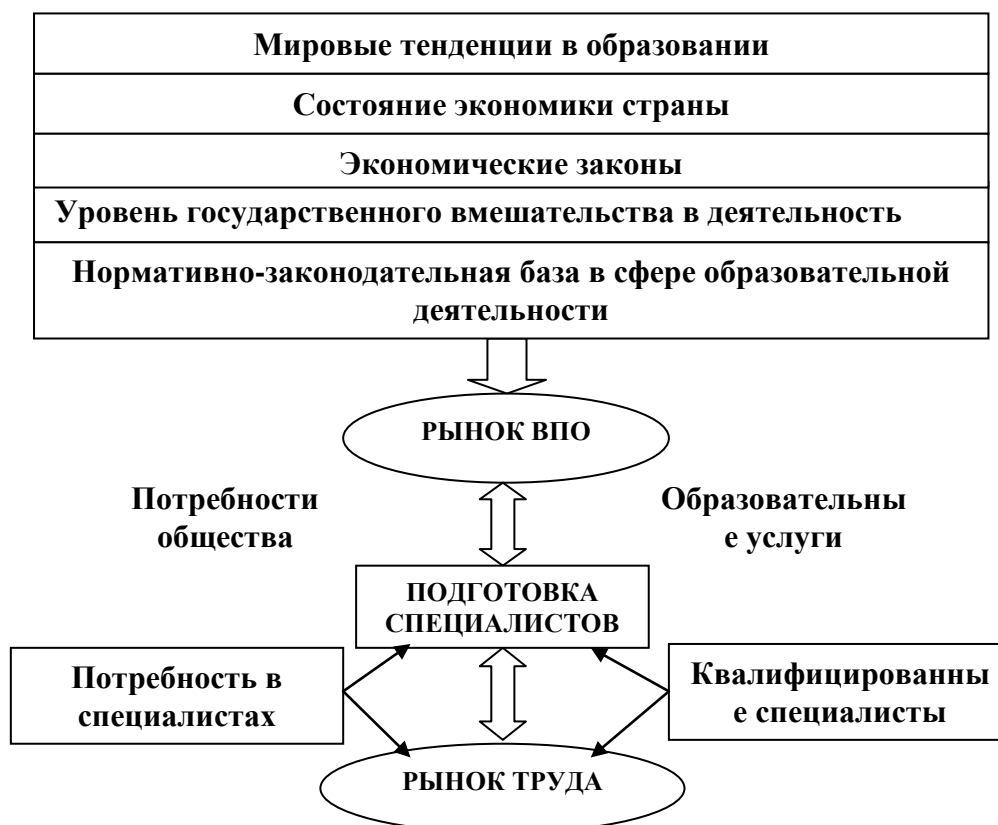 Мировые тенденции в образовании
Состояние экономики страны
Экономические законы
Уровень государственного вмешательства в деятельность
Нормативно-законодательная база в сфере образовательной
деятельности
РЫНОК ВПО
Потребности
общества
Образовательны
е услуги
ПОДГОТОВКА
СПЕЦИАЛИСТОВ
Потребность в
специалистах
Квалифицированны
е специалисты
РЫНОК ТРУДА